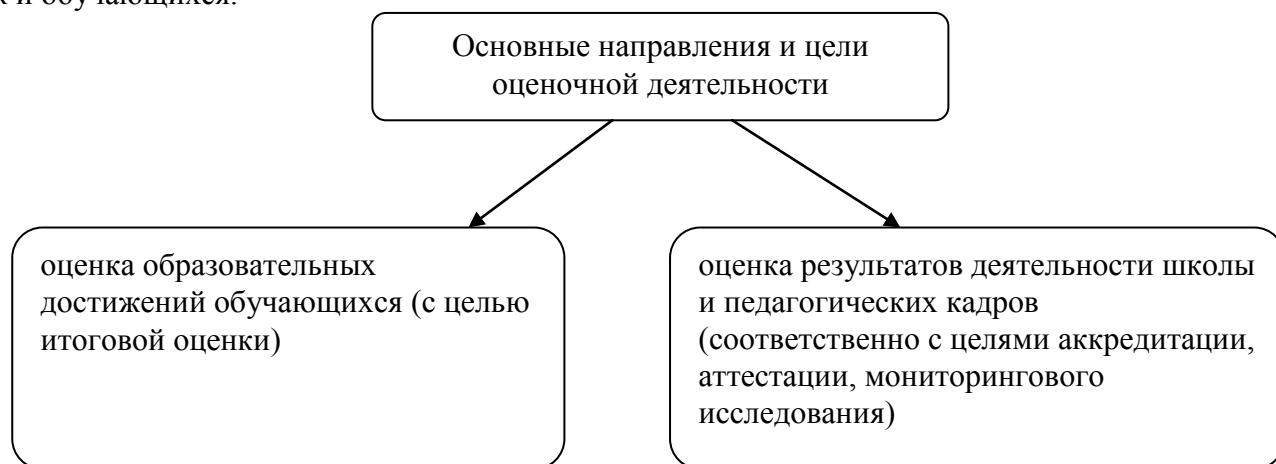 и обучающихся.
Основные направления и цели
оценочной деятельности
оценка образовательных
достижений обучающихся (с целью
итоговой оценки)
оценка результатов деятельности школы
и педагогических кадров
(соответственно с целями аккредитации,
аттестации, мониторингового
исследования)